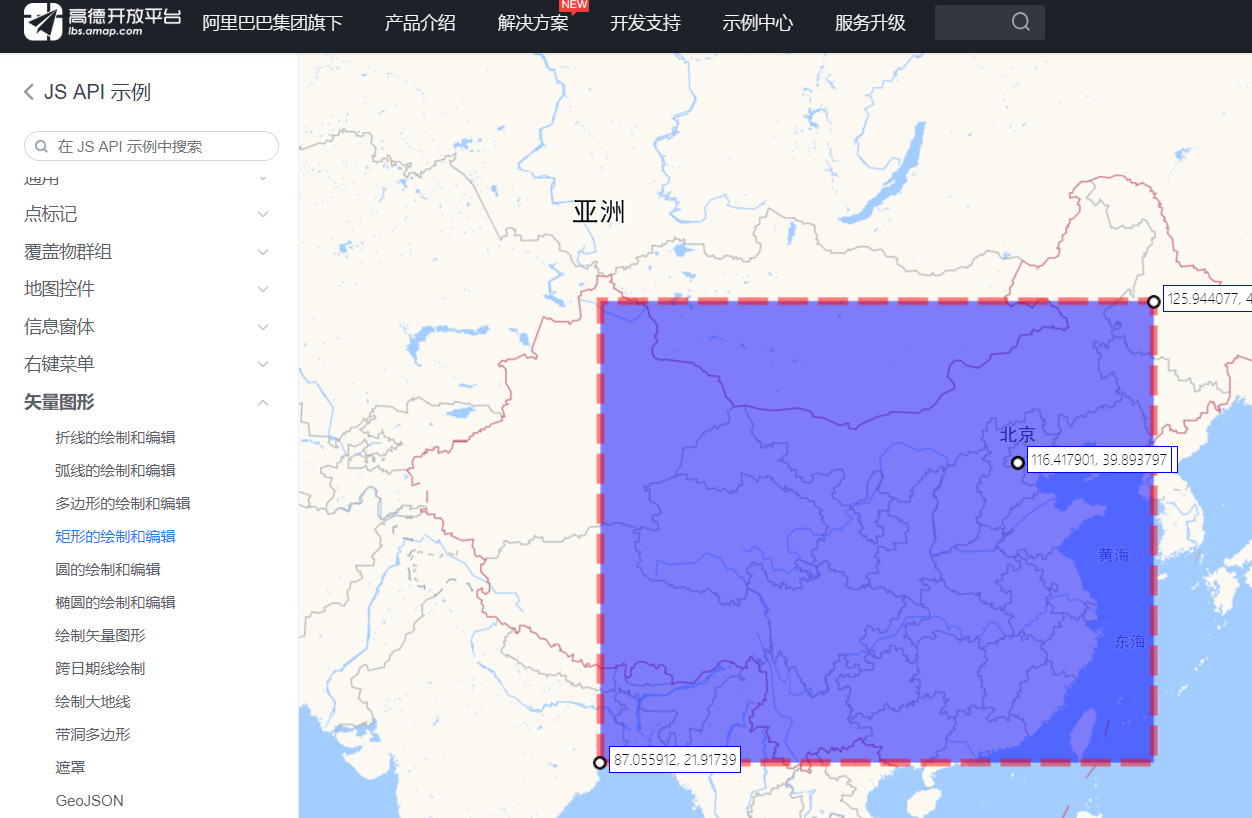 高德开放平台
lbs.amap.com
阿里巴巴集团旗下 产品介绍 解决方案 NEW 开发支持 示例中心 服务升级
JS API 示例
在 JS API 示例中搜索
通用
点标记
覆盖物群组
地图控件
信息窗体
右键菜单
矢量图形
折线的绘制和编辑
弧线的绘制和编辑
多边形的绘制和编辑
矩形的绘制和编辑
圆的绘制和编辑
椭圆的绘制和编辑
绘制矢量图形
跨日期线绘制
绘制大地线
带洞多边形
遮罩
GeoJSON
亚洲
125.944077, 4
北京
116.417901, 39.893797
黄海
东海
87.055912, 21.91739